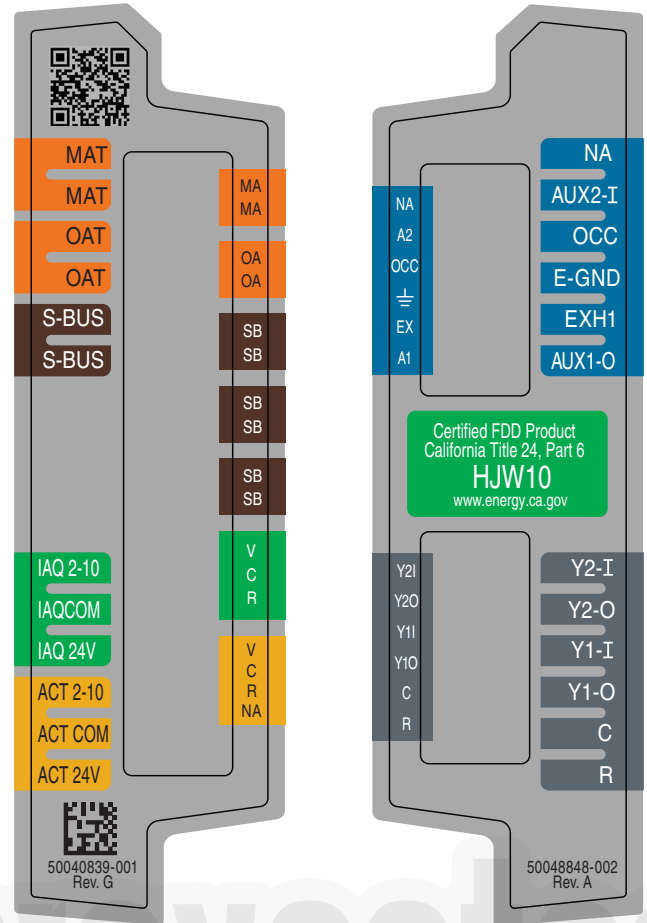 MAT
MAT
OAT
OAT
S-BUS
S-BUS
IAQ 2-10
IAQCOM
IAQ 24V
ACT 2-10
ACT COM
ACT 24V
50040839-001
Rev. G
MA
MA
OA
OA
SB
SB
SB
SB
SB
SB
V
C
R
V
C
R
NA
NA
A2
OCC
EX
A1
NA
AUX2-I
OCC
E-GND
EXH1
AUX1-O
Certified FDD Product
California Title 24, Part 6
HJW10
www.energy.ca.gov
Y2I
Y2O
Y1I
Y1O
C
R
Y2-I
Y2-O
Y1-I
Y1-O
C
R
50048848-002
Rev. A